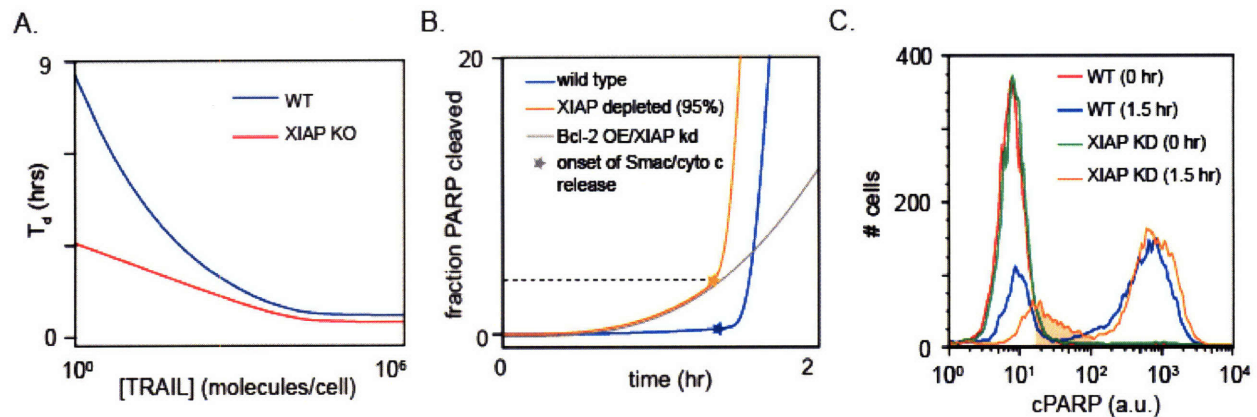 A.
9
T_d (hrs)
0
WT
XIAP KO
10⁰
10⁶
[TRAIL] (molecules/cell)
B.
20
fraction PARP cleaved
0
wild type
XIAP depleted (95%)
Bcl-2 OE/XIAP kd
onset of Smac/cyto c
release
0
2
time (hr)
C.
400
200
0
# cells
WT (0 hr)
WT (1.5 hr)
XIAP KD (0 hr)
XIAP KD (1.5 hr)
10⁰
10¹
10²
10³
10⁴
cPARP (a.u.)